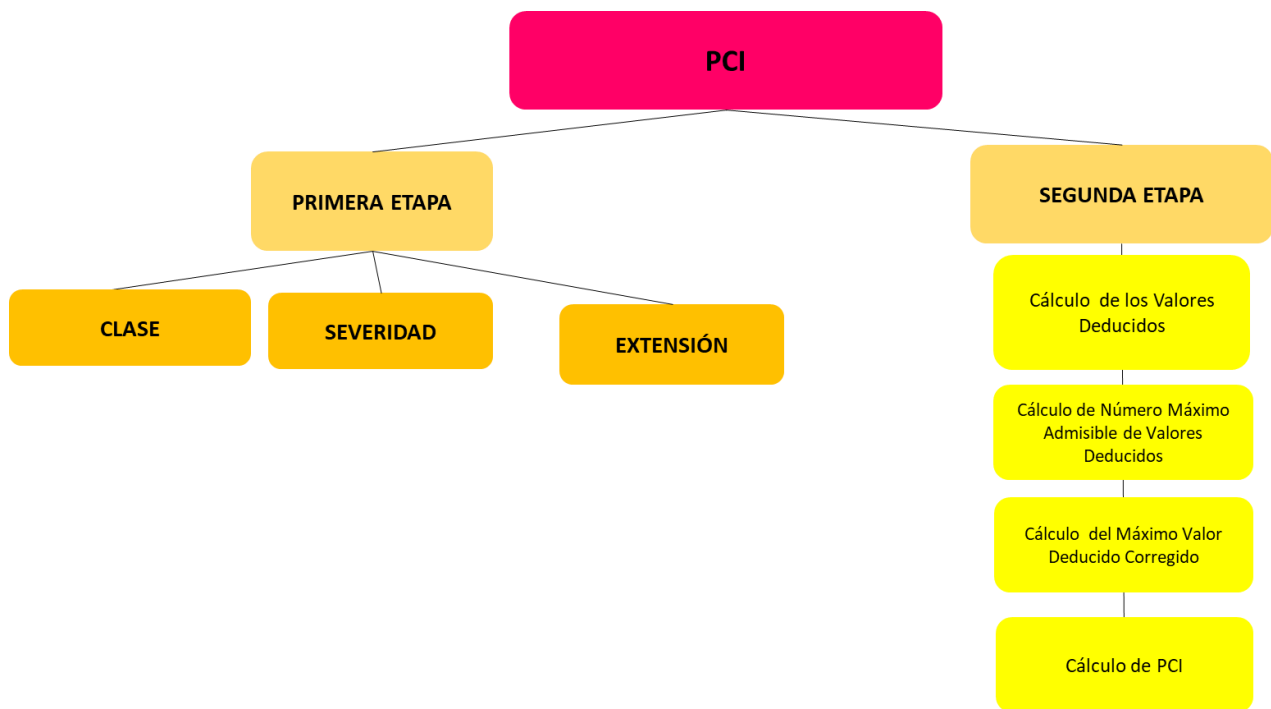 PCI
PRIMERA ETAPA
SEGUNDA ETAPA
CLASE
SEVERIDAD
EXTENSIÓN
Cálculo de los Valores
Deducidos
Cálculo de Número Máximo
Admisible de Valores
Deducidos
Cálculo del Máximo Valor
Deducido Corregido
Cálculo de PCI